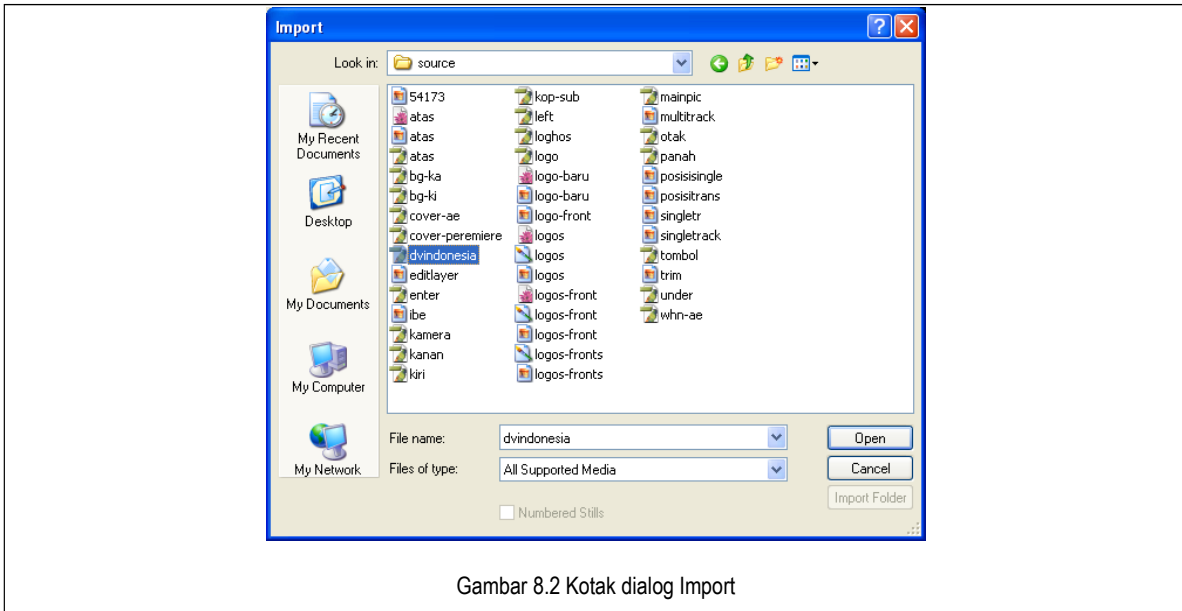 Import
Look in: source
My Recent
Documents
Desktop
My Documents
My Computer
My Network
54173
atas
atas
atas
bg-ka
bg-ki
cover-ae
cover-peremiere
dvindonesia
editlayer
enter
ibe
kamera
kanan
kiri
kop-sub
left
loghos
logo
logo-baru
logo-baru
logo-front
logos
logos
logos
logos-front
logos-front
logos-front
logos-fronts
logos-fronts
mainpic
multitrack
otak
panah
posisisingle
posisitrans
singletr
singletrack
tombol
trim
under
whn-ae
File name: dvindonesia Open
Files of type: All Supported Media Cancel
Import Folder
Numbered Stills
Gambar 8.2 Kotak dialog Import